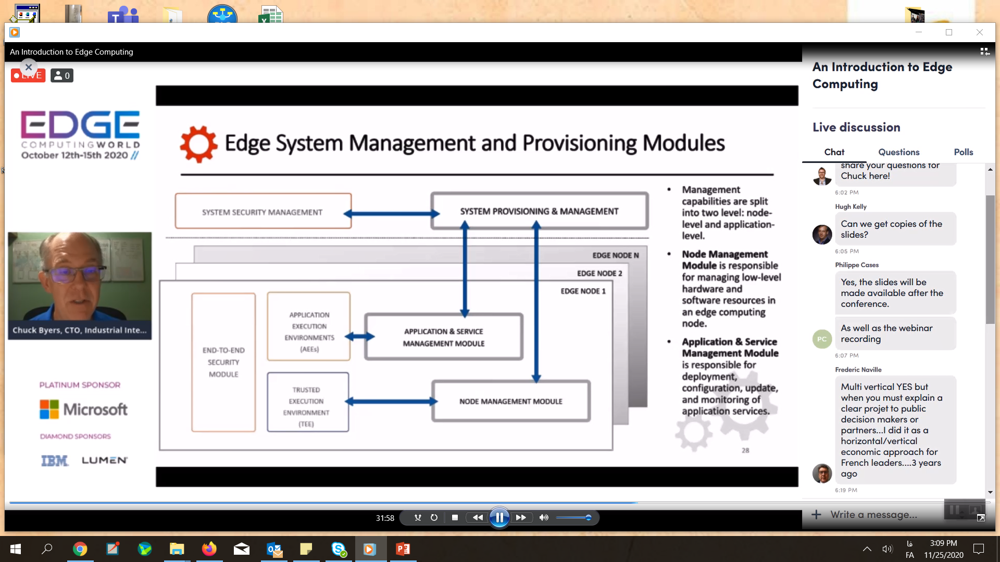 An Introduction to Edge Computing
LIVE
0
EDGE
COMPUTINGWORLD
October 12th-15th 2020 //
Chuck Byers, CTO, Industrial Inte...
PLATINUM SPONSOR
Microsoft
DIAMOND SPONSORS
IBM LUMEN
Edge System Management and Provisioning Modules
SYSTEM SECURITY MANAGEMENT
SYSTEM PROVISIONING & MANAGEMENT
EDGE NODE N
EDGE NODE 2
EDGE NODE 1
END-TO-END
SECURITY
MODULE
APPLICATION
EXECUTION
ENVIRONMENTS
(AEEs)
APPLICATION & SERVICE
MANAGEMENT MODULE
TRUSTED
EXECUTION
ENVIRONMENT
(TEE)
NODE MANAGEMENT MODULE
• Management
capabilities are split
into two level: node-
level and application-
level.
• Node Management
Module is responsible
for managing low-level
hardware and
software resources in
an edge computing
node.
• Application & Service
Management Module
is responsible for
deployment,
configuration, update,
and monitoring of
application services.
28
An Introduction to Edge
Computing
Live discussion
Chat Questions Polls
share your questions for
Chuck here!
6:02 PM
Hugh Kelly
Can we get copies of the
slides?
6:05 PM
Philippe Cases
Yes, the slides will be
made available after the
conference.
As well as the webinar
recording
PC
6:07 PM
Frederic Naville
Multi vertical YES but
when you must explain a
clear projet to public
decision makers or
partners...I did it as a
horizontal/vertical
economic approach for
French leaders....3 years
ago
6:19 PM
+ Write a message...
31:58
فا
FA
3:09 PM
11/25/2020